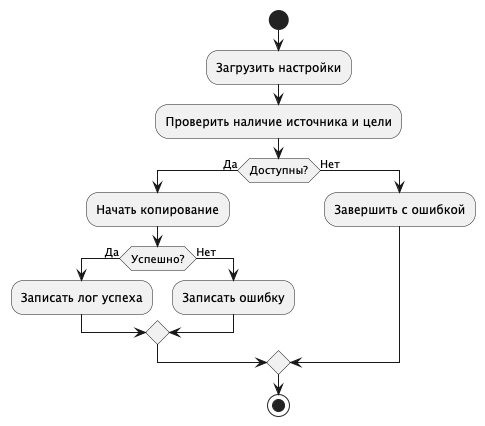 Загрузить настройки
Проверить наличие источника и цели
Да
Доступны?
Нет
Начать копирование
Завершить с ошибкой
Да
Успешно?
Нет
Записать лог успеха
Записать ошибку